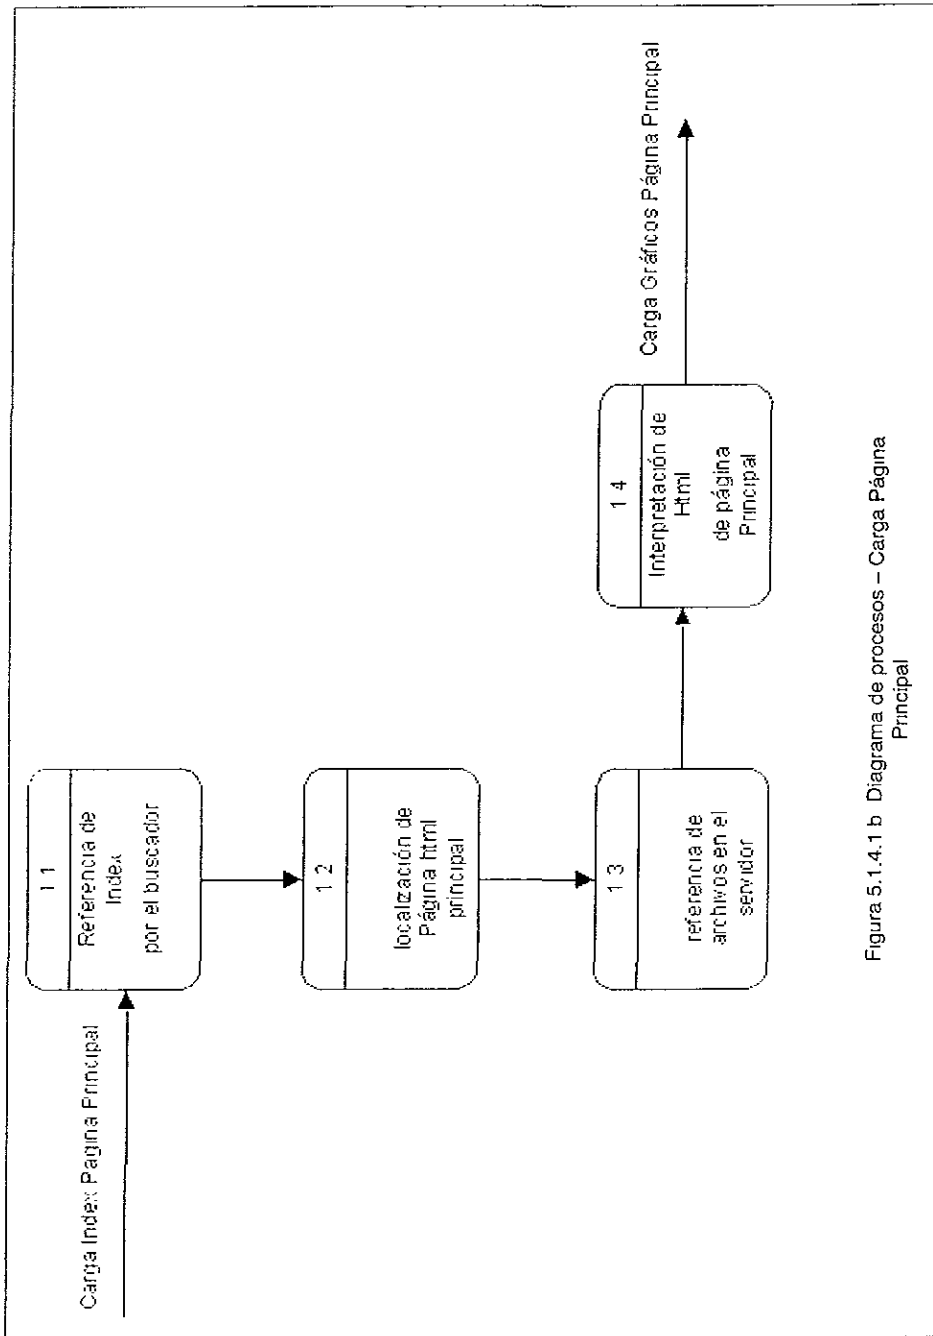 Carga Index Pagina Principal
1 1
Referencia de
Index
por el buscador
1 2
localización de
Página html
principal
1 3
referencia de
archivos en el
servidor
1 4
Interpretación de
Html
de página
Principal
Carga Gráficos Página Principal
Figura 5.1.4.1 b Diagrama de procesos – Carga Página
Principal